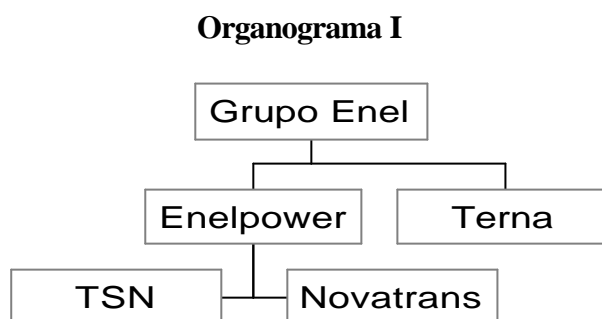 Organograma I
Grupo Enel
Enelpower
Terna
TSN
Novatrans